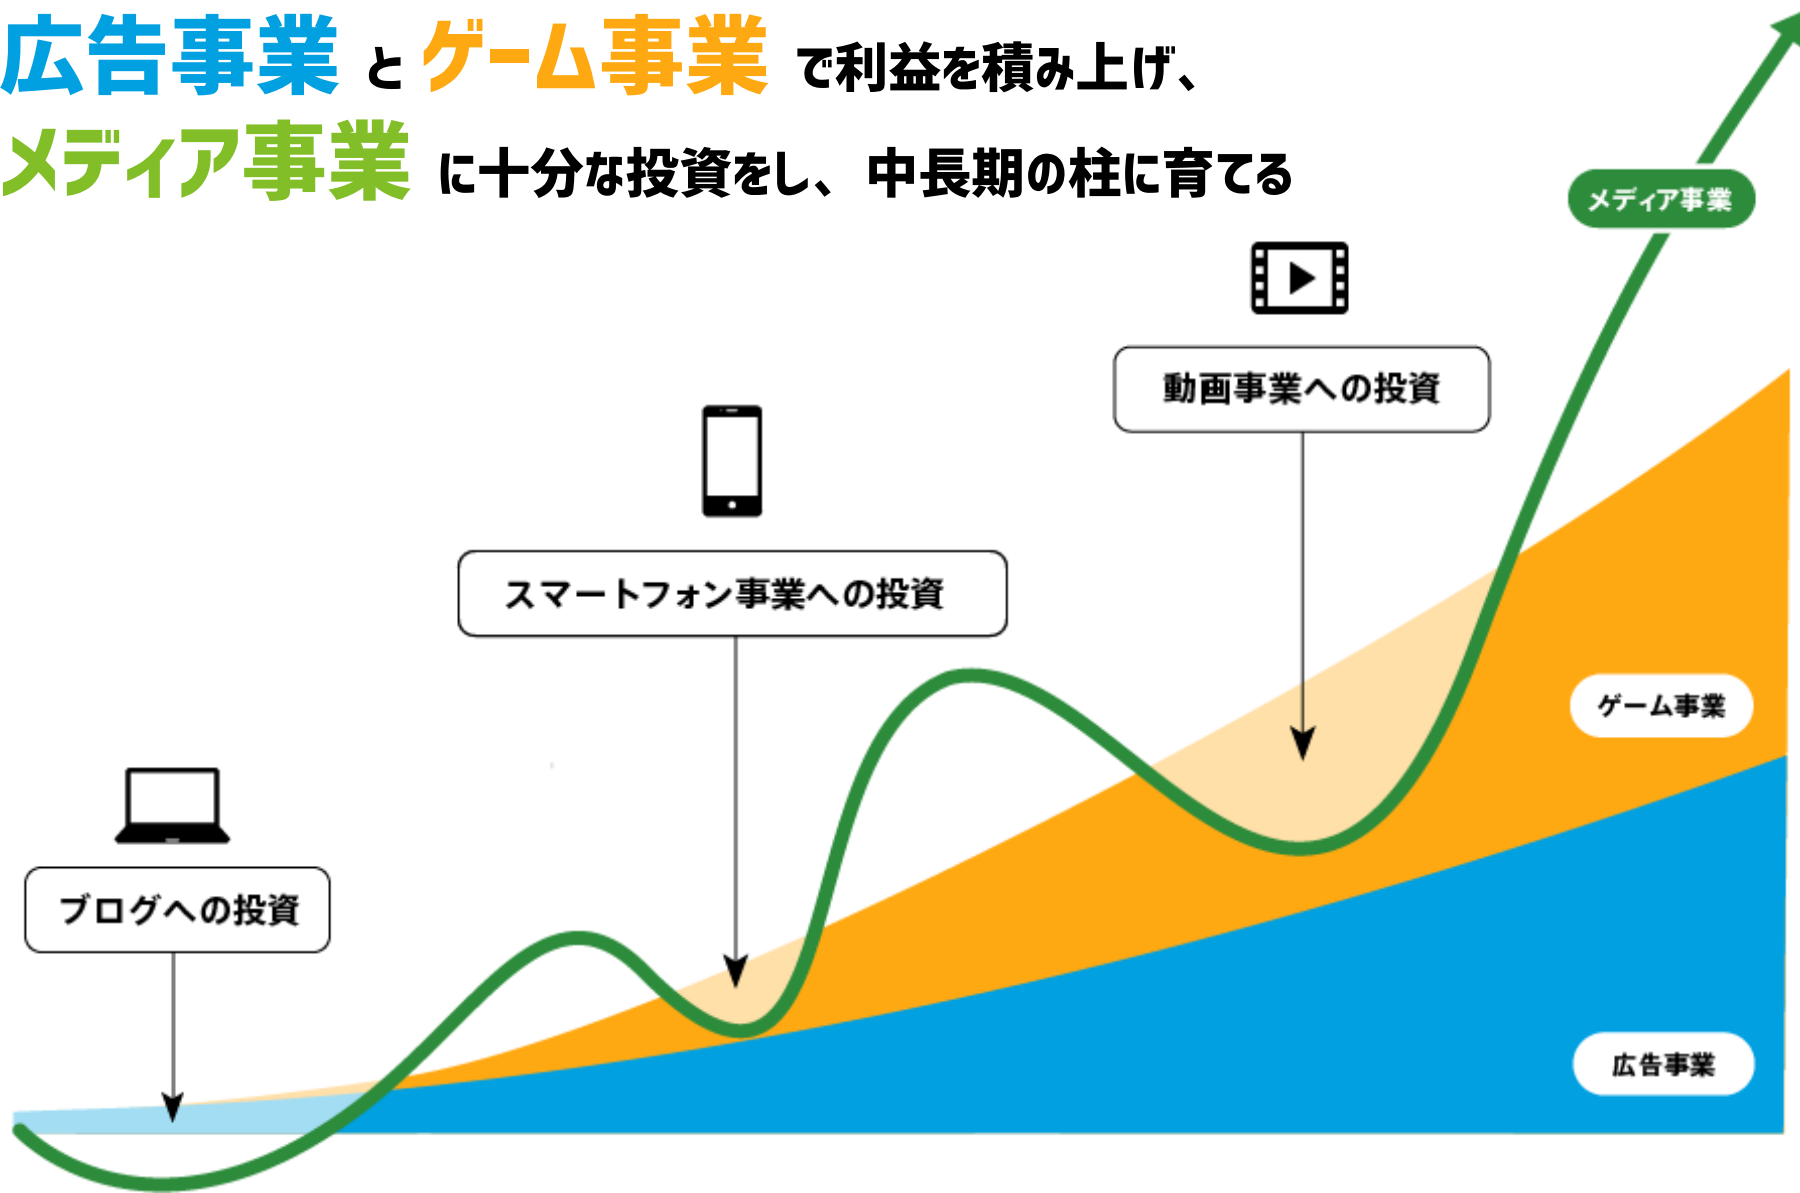 広告事業 と ゲーム事業 で利益を積み上げ、
メディア事業 に十分な投資をし、中長期の柱に育てる
メディア事業
動画事業への投資
スマートフォン事業への投資
ゲーム事業
ブログへの投資
広告事業